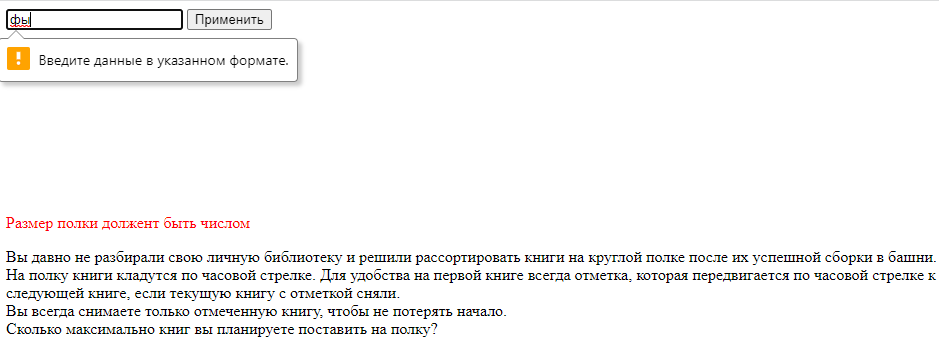 фы Применить
Введите данные в указанном формате.
Размер полки должент быть числом
Вы давно не разбирали свою личную библиотеку и решили рассортировать книги на круглой полке после их успешной сборки в башни.
На полку книги кладутся по часовой стрелке. Для удобства на первой книге всегда отметка, которая передвигается по часовой стрелке к
следующей книге, если текущую книгу с отметкой сняли.
Вы всегда снимаете только отмеченную книгу, чтобы не потерять начало.
Сколько максимально книг вы планируете поставить на полку?